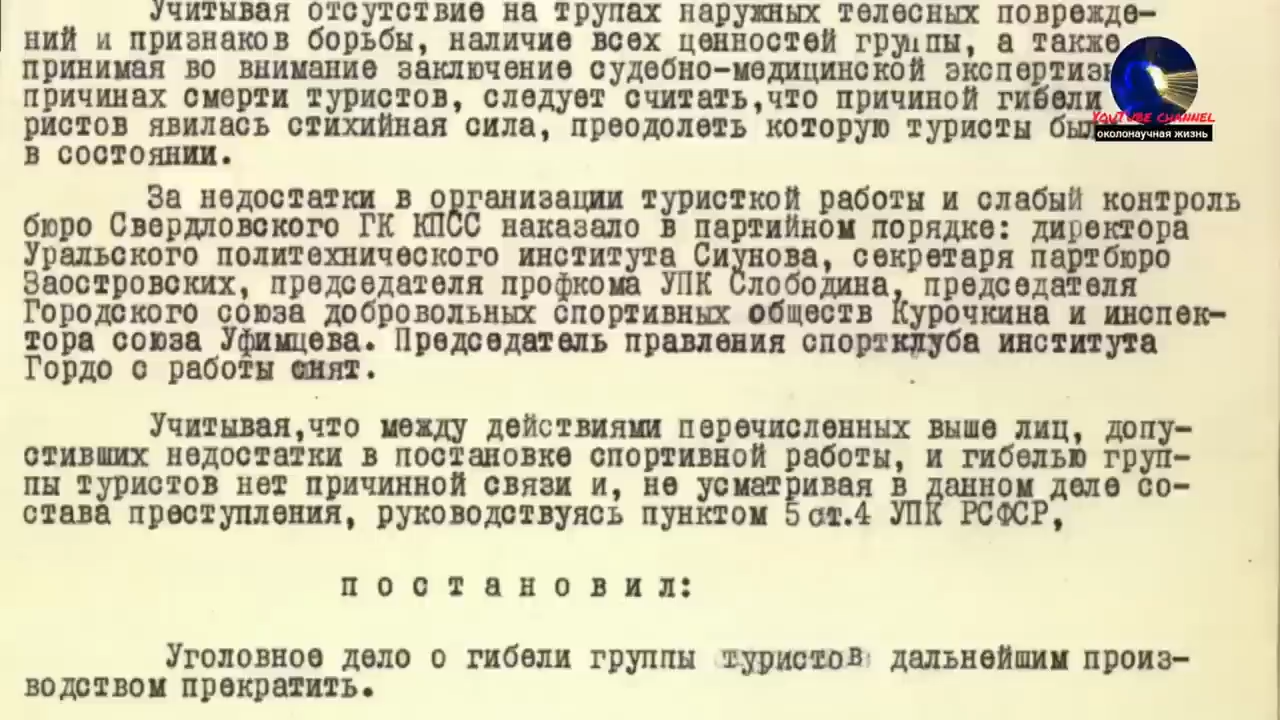 Учитывая отсутствие на трупах наружных телесных поврежде-
ний и признаков борьбы, наличие всех ценностей группы, а также
принимая во внимание заключение судебно-медицинской
причинах смерти туристов, следует считать,что причиной гибели
ристов явилась стихийная сила, преодолеть которую туристы
в состоянии.
YouTube CHANNEL
околонаучная жизнь
За недостатки в организации туристкой работы и слабый контроль
бюро Свердловского ГК КПСС наказало в партийном порядке: директора
Уральского политехнического института Сиунова, секретаря партбюро
Заостровских, председателя профкома УПК Слободина, председателя
Городского союза добровольных спортивных обществ Курочкина и инспек-
тора союза Уфимцева. Председатель правления спортклуба института
Гордо с работы снят.
Учитывая,что между действиями перечисленных выше лиц, допу-
стивших недостатки в постановке спортивной работы, и гибелью груп-
пы туристов нет причинной связи и, не усматривая в данном деле со-
става преступления, руководствуясь пунктом 5 ст.4 УПК РСФСР,
п о с т а н о в и л:
Уголовное дело о гибели группы туристов дальнейшим произ-
водством прекратить.